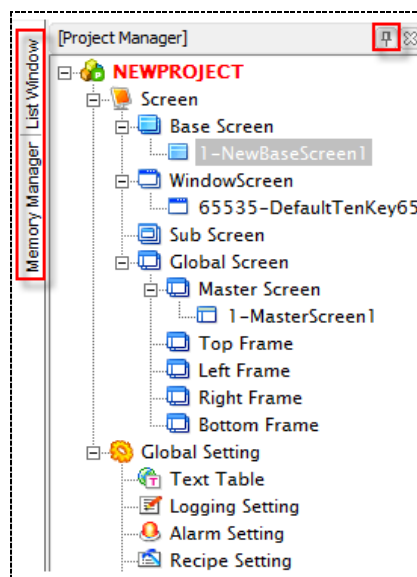 List Window
Memory Manager
[Project Manager]
NEWPROJECT
Screen
Base Screen
1-NewBaseScreen1
WindowScreen
65535-DefaultTenKey65
Sub Screen
Global Screen
Master Screen
1-MasterScreen1
Top Frame
Left Frame
Right Frame
Bottom Frame
Global Setting
Text Table
Logging Setting
Alarm Setting
Recipe Setting